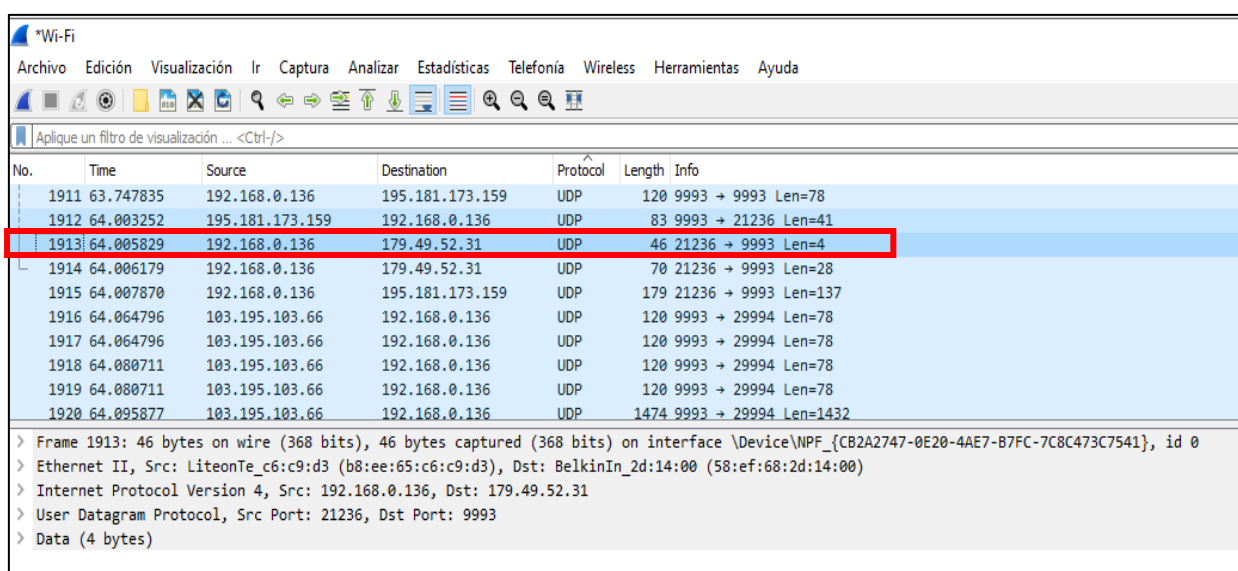 *Wi-Fi
Archivo Edición Visualización Ir Captura Analizar Estadísticas Telefonía Wireless Herramientas Ayuda
Aplique un filtro de visualización ... <Ctrl-/>
No. Time Source Destination Protocol Length Info
1911 63.747835 192.168.0.136 195.181.173.159 UDP 120 9993 → 9993 Len=78
1912 64.003252 195.181.173.159 192.168.0.136 UDP 83 9993 → 21236 Len=41
1913 64.005829 192.168.0.136 179.49.52.31 UDP 46 21236 → 9993 Len=4
1914 64.006179 192.168.0.136 179.49.52.31 UDP 70 21236 → 9993 Len=28
1915 64.007870 192.168.0.136 195.181.173.159 UDP 179 21236 → 9993 Len=137
1916 64.064796 103.195.103.66 192.168.0.136 UDP 120 9993 → 29994 Len=78
1917 64.064796 103.195.103.66 192.168.0.136 UDP 120 9993 → 29994 Len=78
1918 64.080711 103.195.103.66 192.168.0.136 UDP 120 9993 → 29994 Len=78
1919 64.080711 103.195.103.66 192.168.0.136 UDP 120 9993 → 29994 Len=78
1920 64.095877 103.195.103.66 192.168.0.136 UDP 1474 9993 → 29994 Len=1432
> Frame 1913: 46 bytes on wire (368 bits), 46 bytes captured (368 bits) on interface \Device\NPF_{CB2A2747-0E20-4AE7-B7FC-7C8C473C7541}, id 0
> Ethernet II, Src: LiteonTe_c6:c9:d3 (b8:ee:65:c6:c9:d3), Dst: BelkinIn_2d:14:00 (58:ef:68:2d:14:00)
> Internet Protocol Version 4, Src: 192.168.0.136, Dst: 179.49.52.31
> User Datagram Protocol, Src Port: 21236, Dst Port: 9993
> Data (4 bytes)